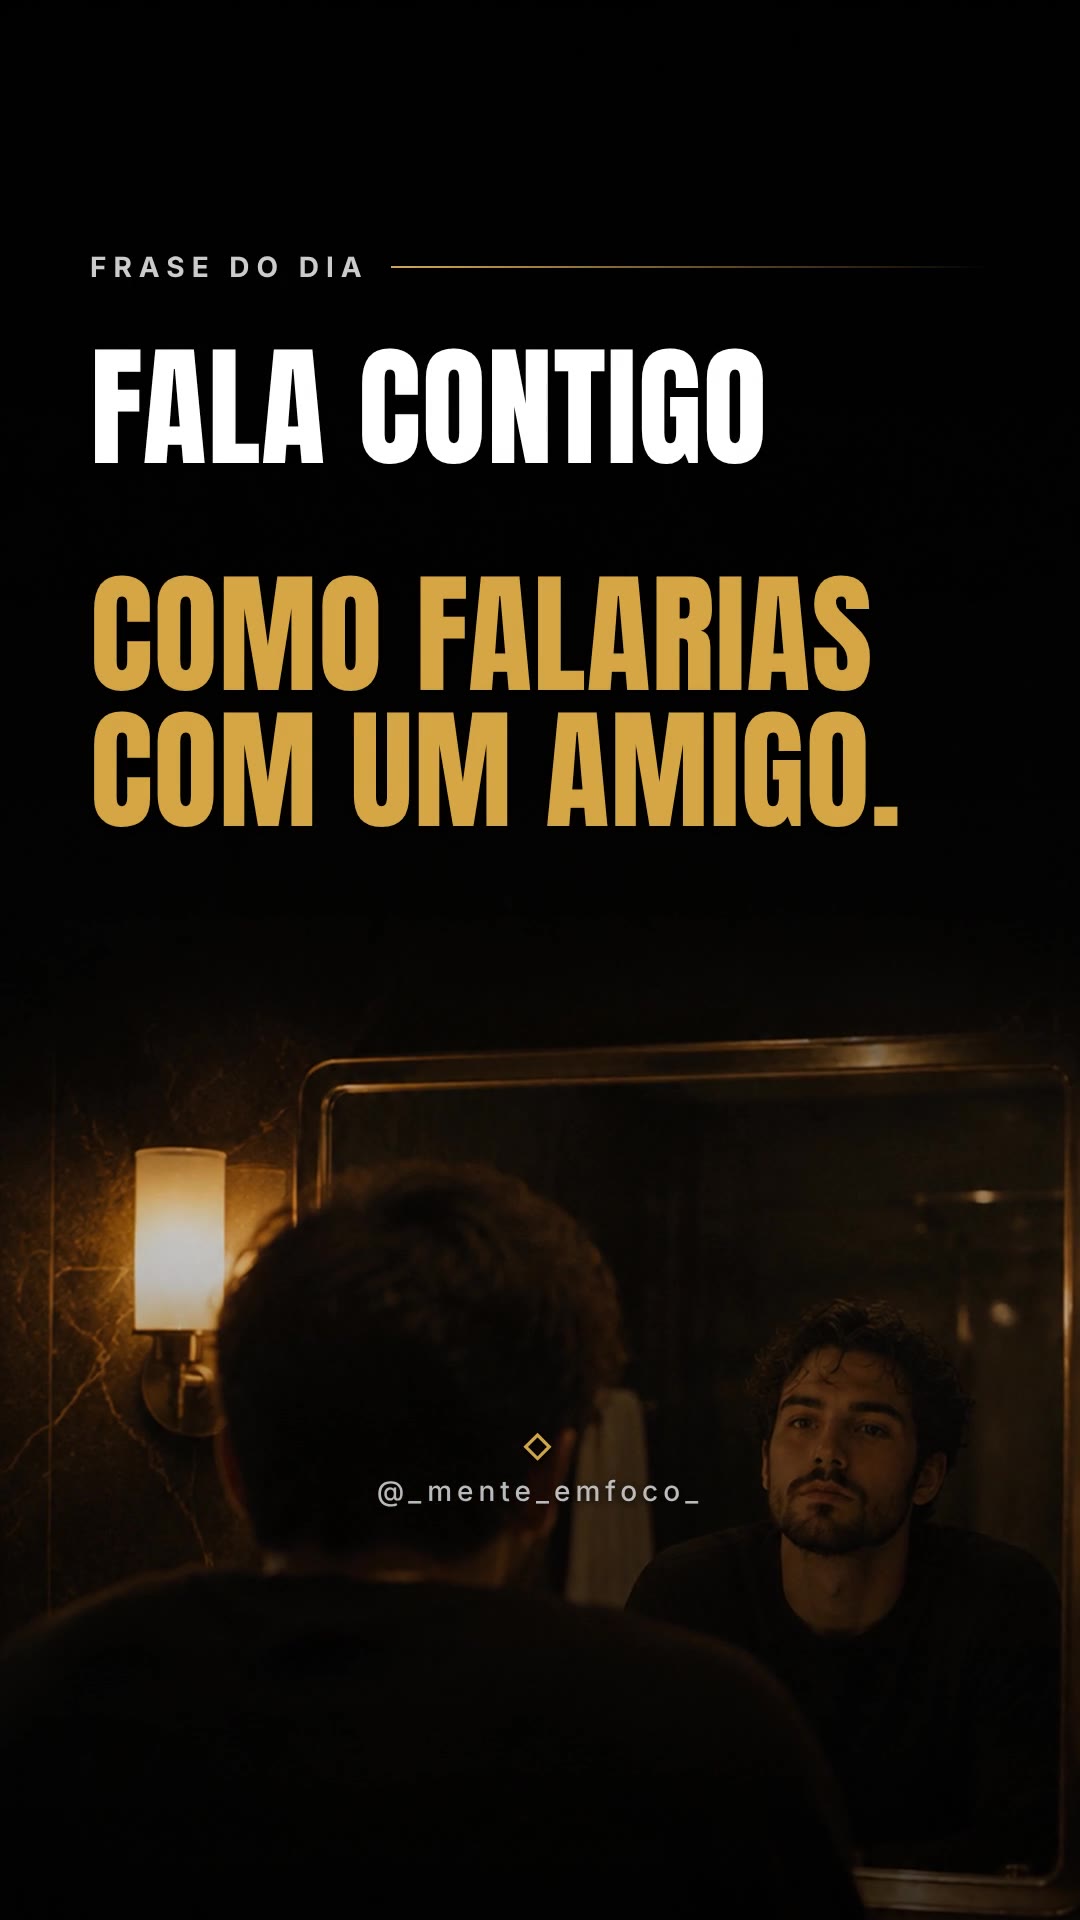 FRASE DO DIA
FALA CONTIGO
COMO FALARIAS
COM UM AMIGO.
@_mente_emfoco_